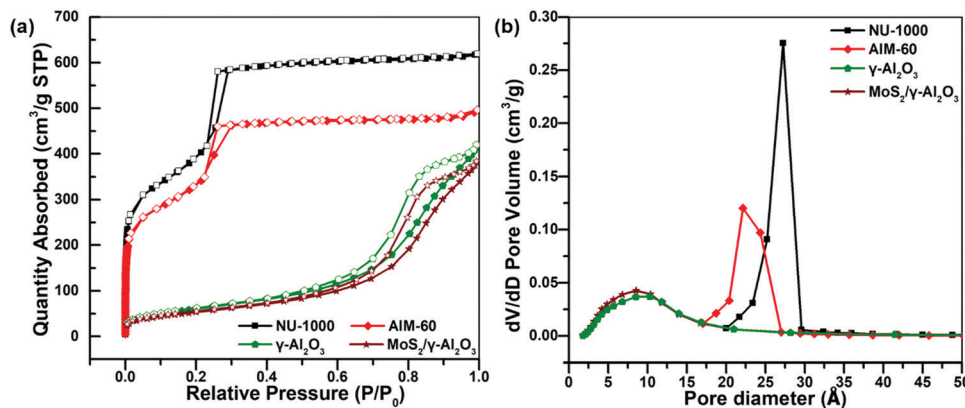 (a)
700
600
500
400
300
200
100
0
Quantity Absorbed (cm³/g STP)
NU-1000 AIM-60
γ-Al₂O₃ MoS₂/γ-Al₂O₃
0.0 0.2 0.4 0.6 0.8 1.0
Relative Pressure (P/P₀)
(b)
0.30
0.25
0.20
0.15
0.10
0.05
0.00
dV/dD Pore Volume (cm³/g)
NU-1000
AIM-60
γ-Al₂O₃
MoS₂/γ-Al₂O₃
0 5 10 15 20 25 30 35 40 45 50
Pore diameter (Å)